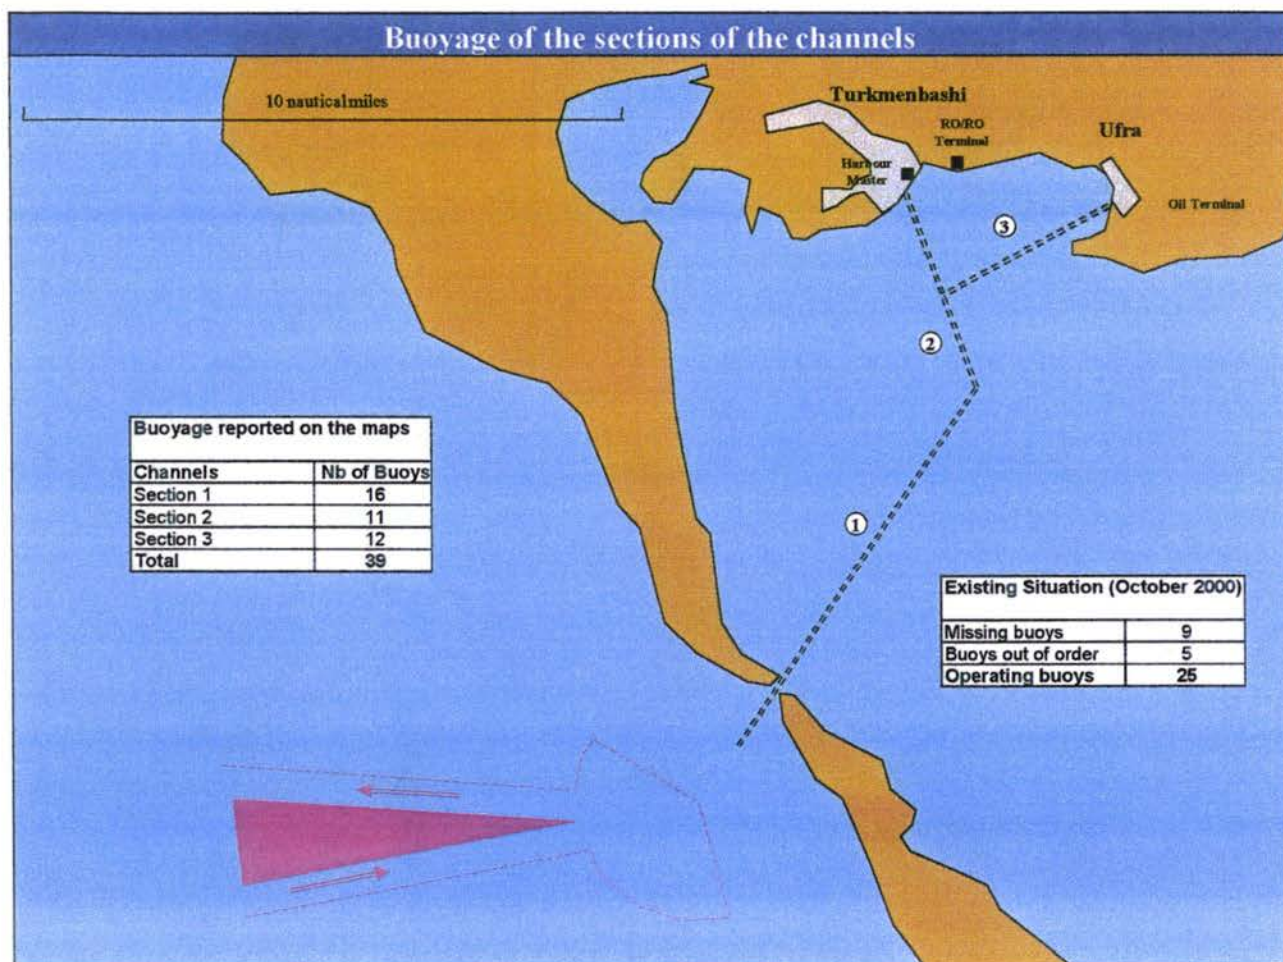 Buoyage of the sections of the channels
10 nautical miles
Turkmenbashi
RO/RO
Terminal
Ufra
Harbour
Master
Oil Terminal
3
2
1
Buoyage reported on the maps
Channels Nb of Buoys
Section 1 16
Section 2 11
Section 3 12
Total 39
Existing Situation (October 2000)
Missing buoys 9
Buoys out of order 5
Operating buoys 25